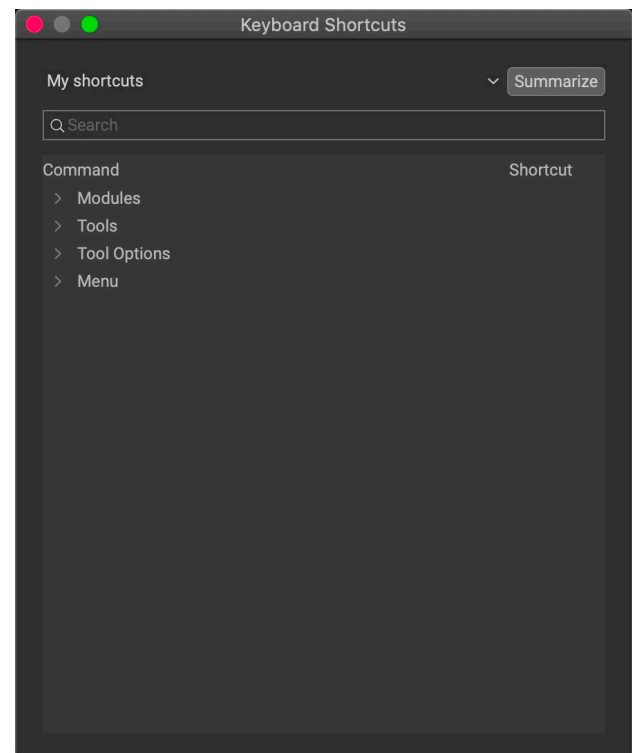 Keyboard Shortcuts
My shortcuts Summarize
Search
Command Shortcut
Modules
Tools
Tool Options
Menu